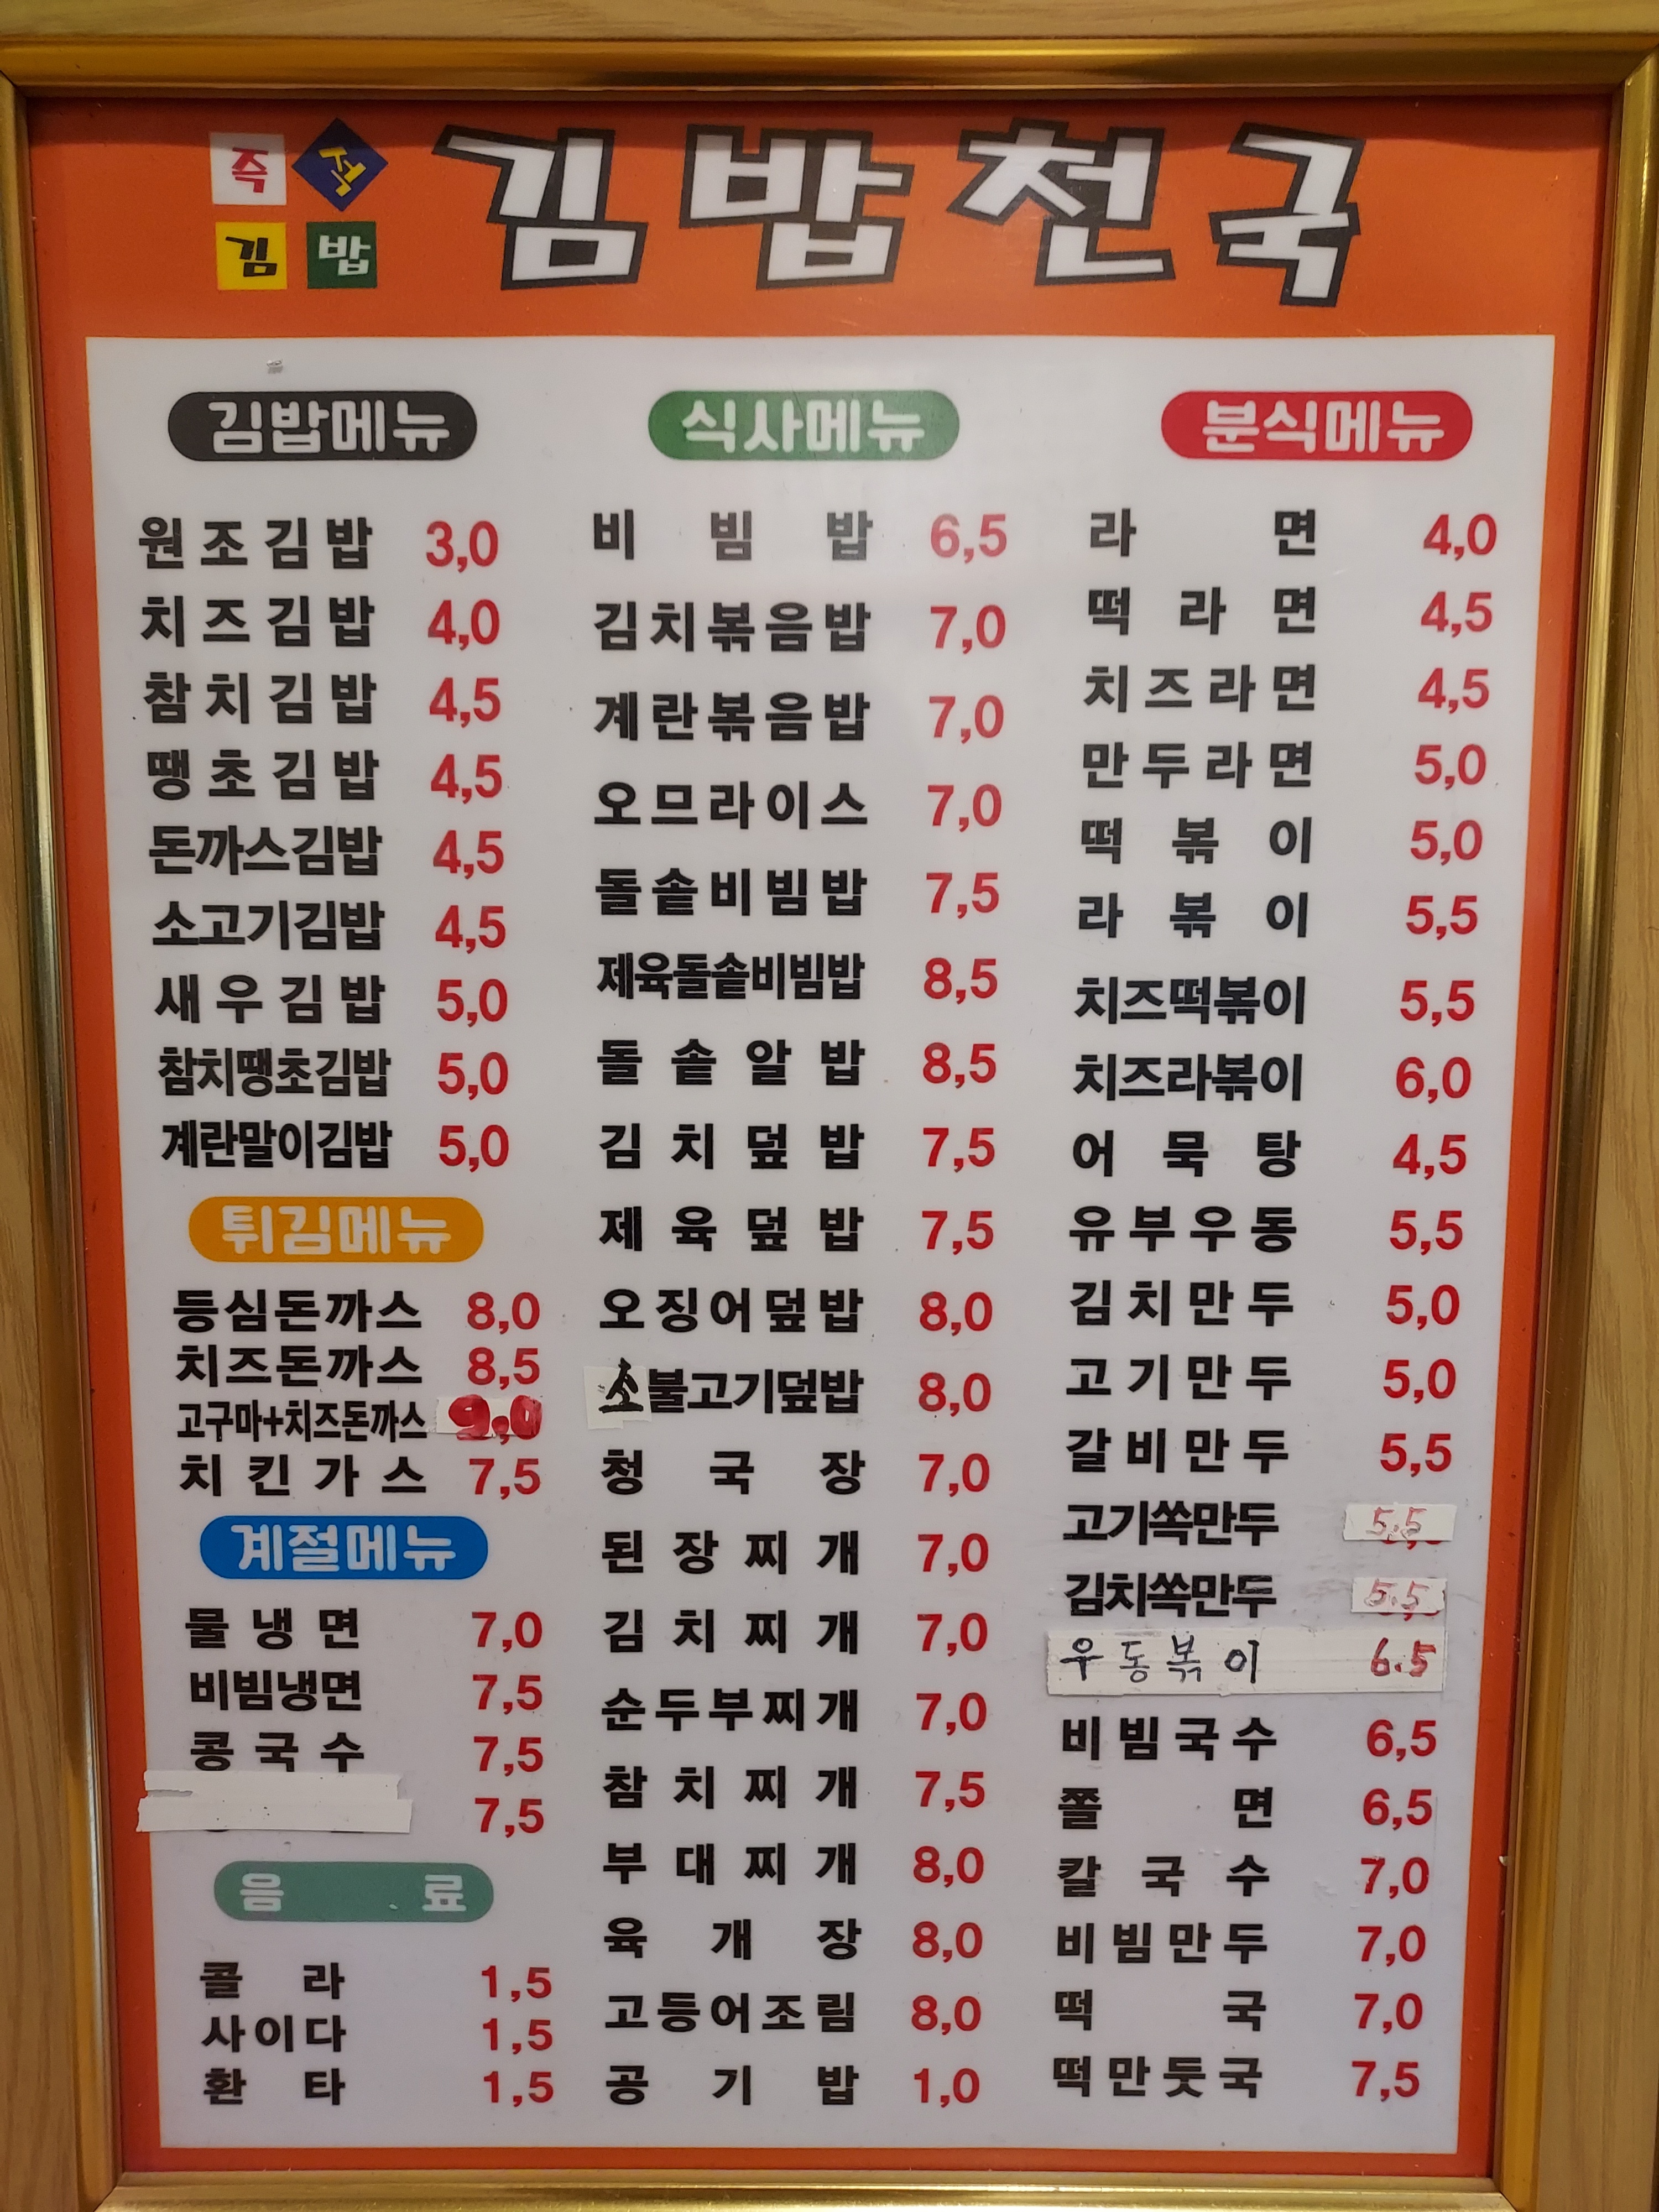 즉석
김밥
김밥천국
김밥메뉴
원조김밥 3,0
치즈김밥 4,0
참치김밥 4,5
땡초김밥 4,5
돈까스김밥 4,5
소고기김밥 4,5
새우김밥 5,0
참치땡초김밥 5,0
계란말이김밥 5,0
튀김메뉴
등심돈까스 8,0
치즈돈까스 8,5
고구마+치즈돈까스 9,0
치킨가스 7,5
계절메뉴
물냉면 7,0
비빔냉면 7,5
콩국수 7,5
7,5
음료
콜라 1,5
사이다 1,5
환타 1,5
식사메뉴
비빔밥 6,5
김치볶음밥 7,0
계란볶음밥 7,0
오므라이스 7,0
돌솥비빔밥 7,5
제육돌솥비빔밥 8,5
돌솥알밥 8,5
김치덮밥 7,5
제육덮밥 7,5
오징어덮밥 8,0
소불고기덮밥 8,0
청국장 7,0
된장찌개 7,0
김치찌개 7,0
순두부찌개 7,0
참치찌개 7,5
부대찌개 8,0
육개장 8,0
고등어조림 8,0
공기밥 1,0
분식메뉴
라면 4,0
떡라면 4,5
치즈라면 4,5
만두라면 5,0
떡볶이 5,0
라볶이 5,5
치즈떡볶이 5,5
치즈라볶이 6,0
어묵탕 4,5
유부우동 5,5
김치만두 5,0
고기만두 5,0
갈비만두 5,5
고기쏙만두 5.5
김치쏙만두 5.5
우동볶이 6.5
비빔국수 6,5
쫄면 6,5
칼국수 7,0
비빔만두 7,0
떡국 7,0
떡만둣국 7,5